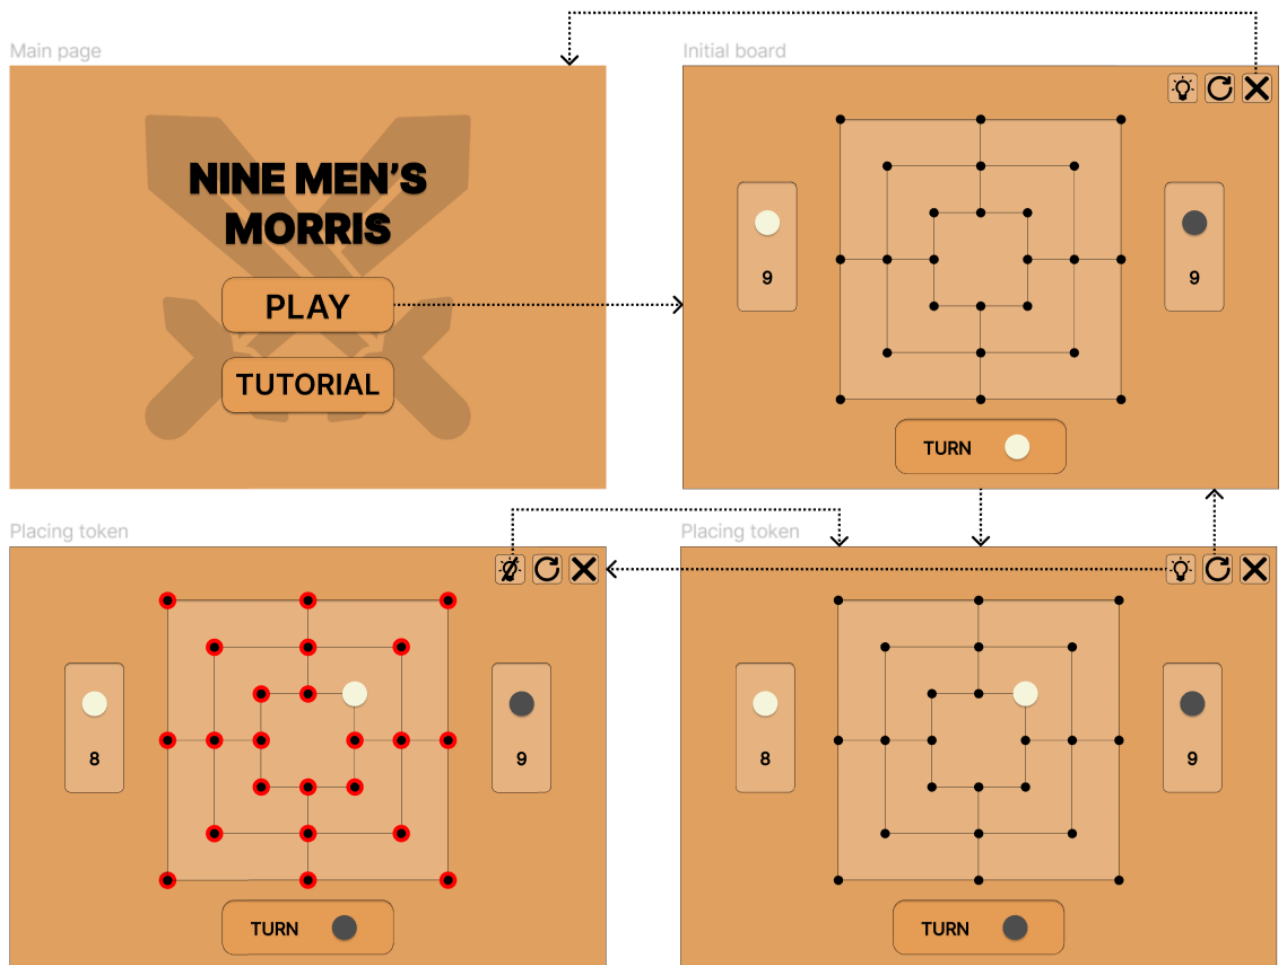 Main page
NINE MEN'S
MORRIS
PLAY
TUTORIAL
Initial board
9
9
TURN
Placing token
8
9
TURN
Placing token
8
9
TURN